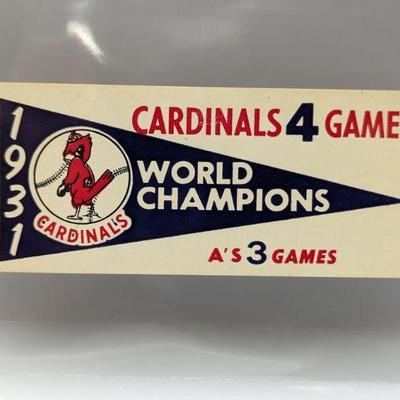 CARDINALS 4 GAME
1931
CARDINALS
WORLD
CHAMPIONS
A'S 3 GAMES